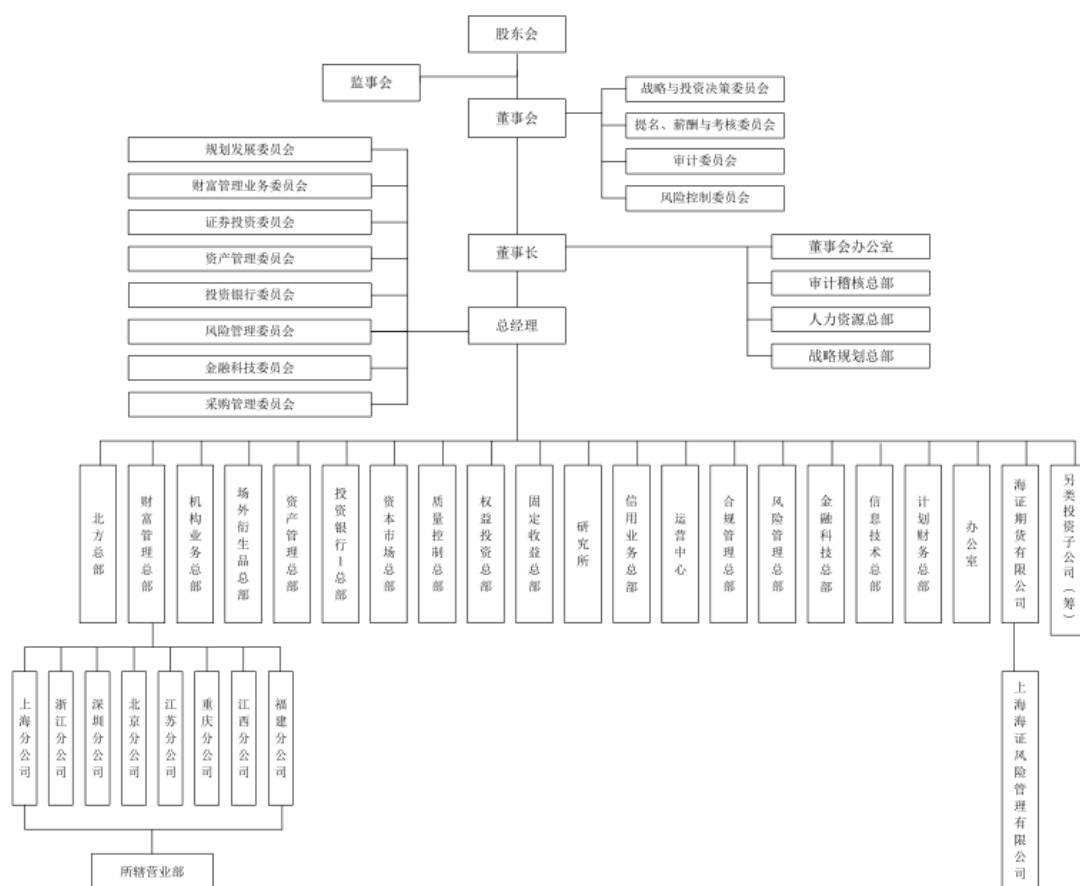 股东会
监事会
董事会
战略与投资决策委员会
提名、薪酬与考核委员会
审计委员会
风险控制委员会
规划发展委员会
财富管理业务委员会
证券投资委员会
资产管理委员会
投资银行委员会
风险管理委员会
金融科技委员会
采购管理委员会
董事长
董事会办公室
审计稽核总部
人力资源总部
战略规划总部
总经理
北方总部
财富管理总部
机构业务总部
场外衍生品总部
资产管理总部
投资银行I总部
资本市场总部
质量控制总部
权益投资总部
固定收益总部
研究所
信用业务总部
运营中心
合规管理总部
风险管理总部
金融科技总部
信息技术总部
计划财务总部
办公室
海证期货有限公司
另类投资子公司（筹）
上海分公司
浙江分公司
深圳分公司
北京分公司
江苏分公司
重庆分公司
江西分公司
福建分公司
上海海证风险管理有限公司
所辖营业部